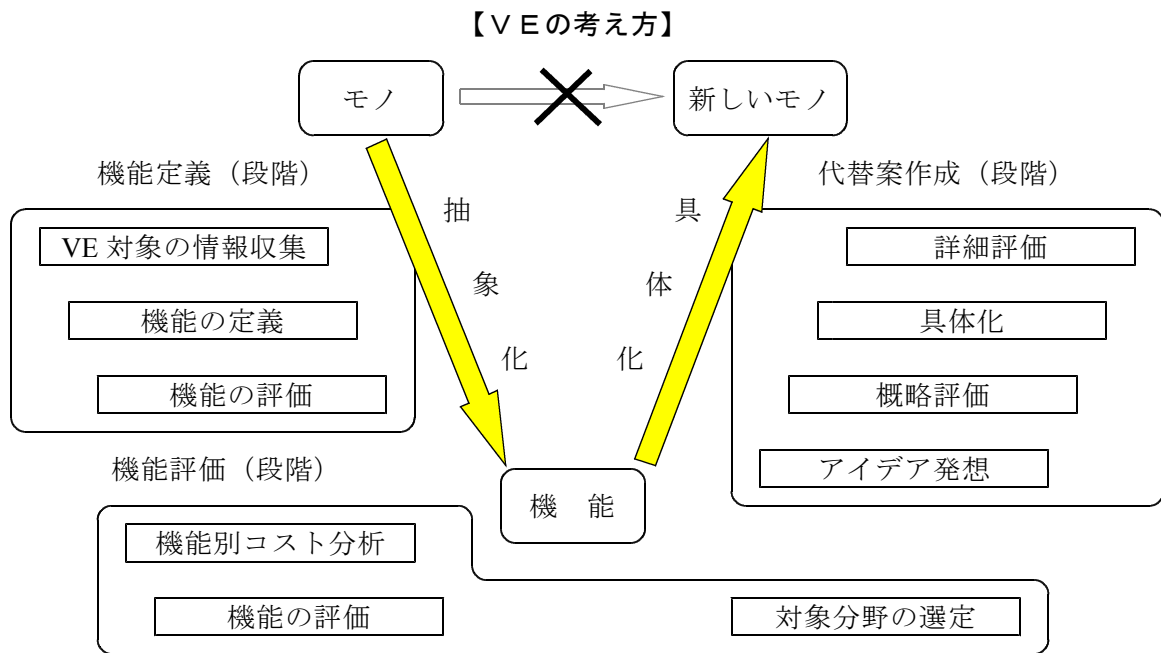 【ＶＥの考え方】
モノ
新しいモノ
機能定義（段階）
代替案作成（段階）
抽象化
具体化
VE 対象の情報収集
機能の定義
機能の評価
詳細評価
具体化
概略評価
アイデア発想
機能評価（段階）
機　能
機能別コスト分析
機能の評価
対象分野の選定